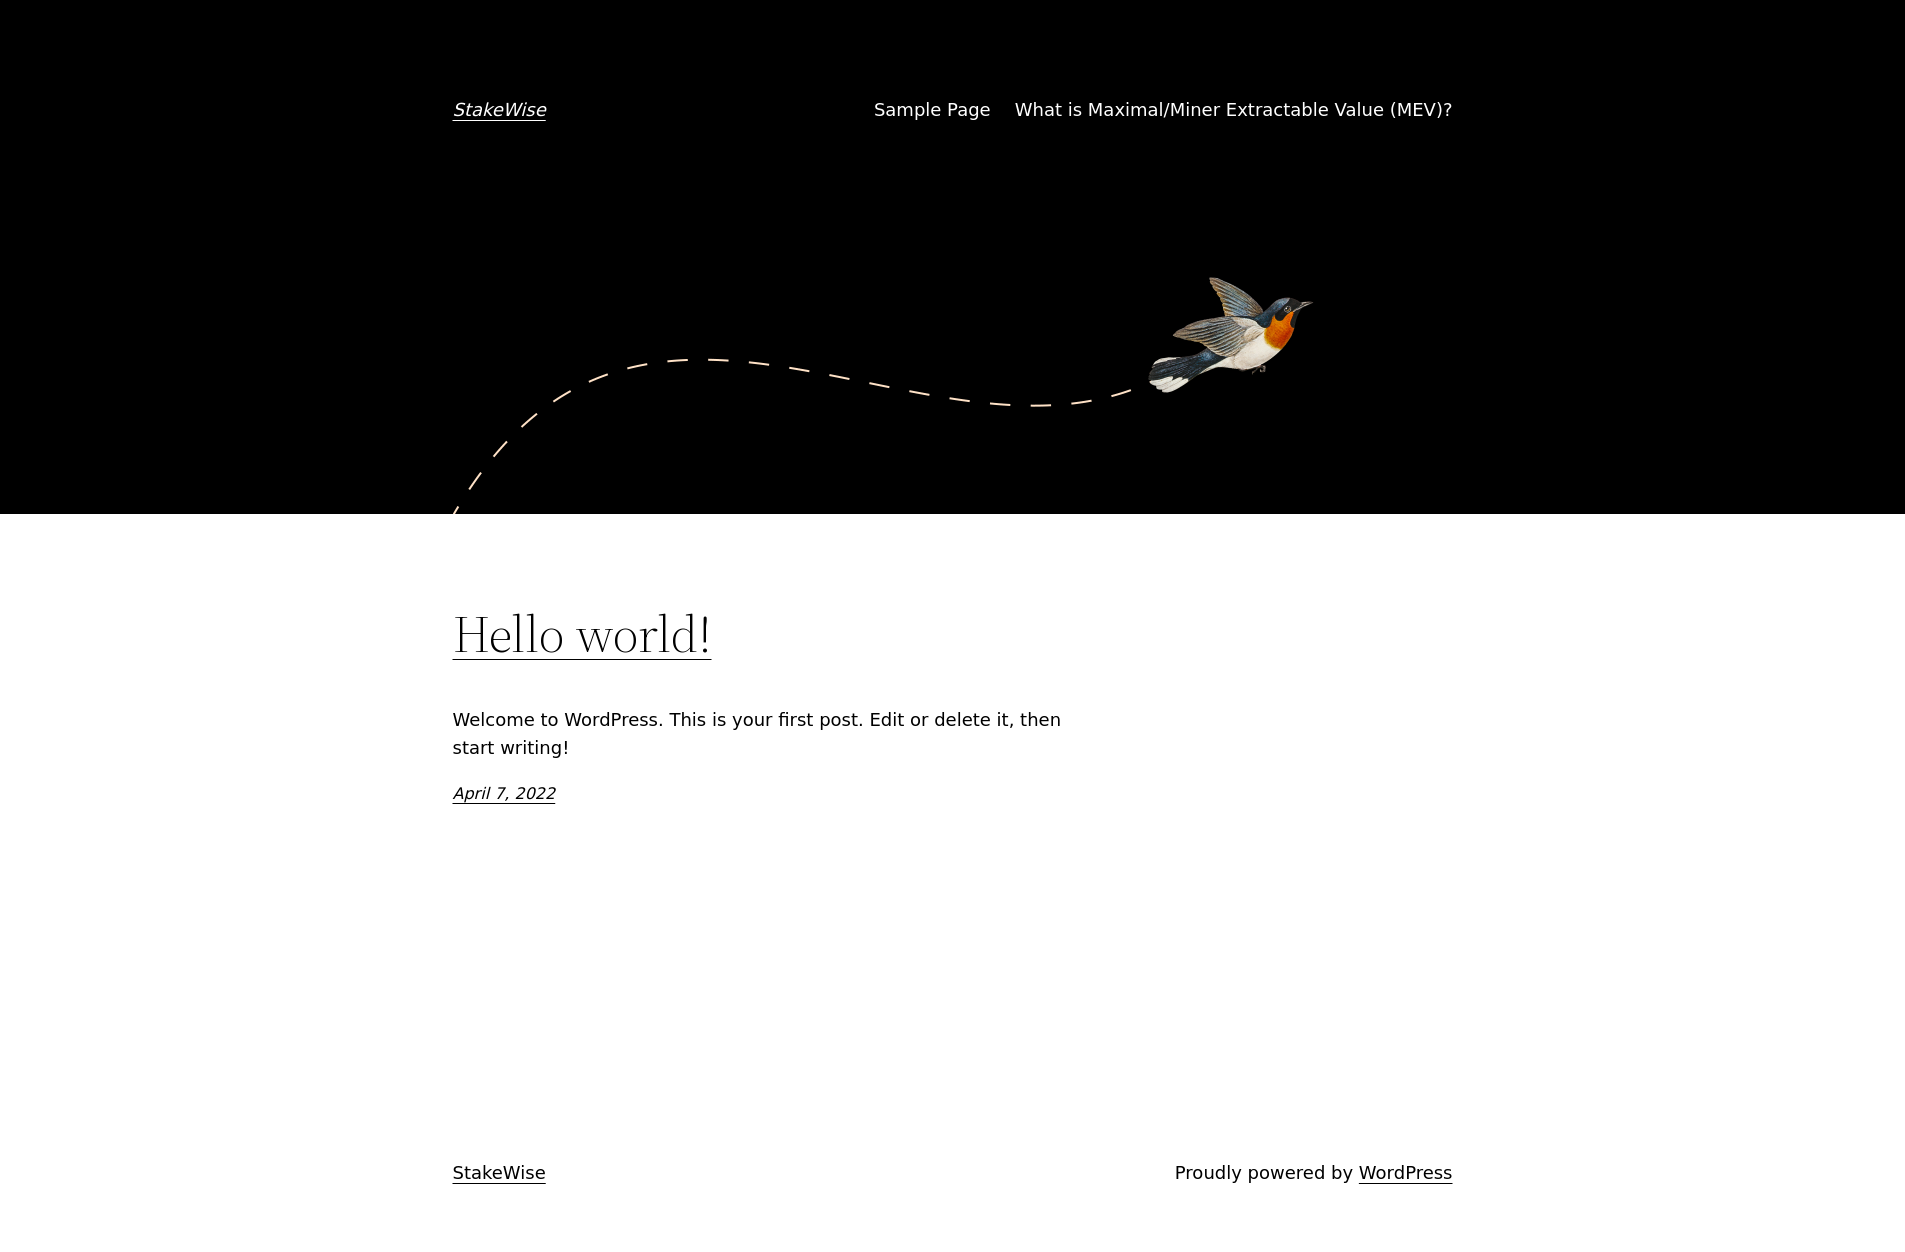 StakeWise
Sample Page
What is Maximal/Miner Extractable Value (MEV)?
Hello world!
Welcome to WordPress. This is your first post. Edit or delete it, then
start writing!
April 7, 2022
StakeWise
Proudly powered by WordPress